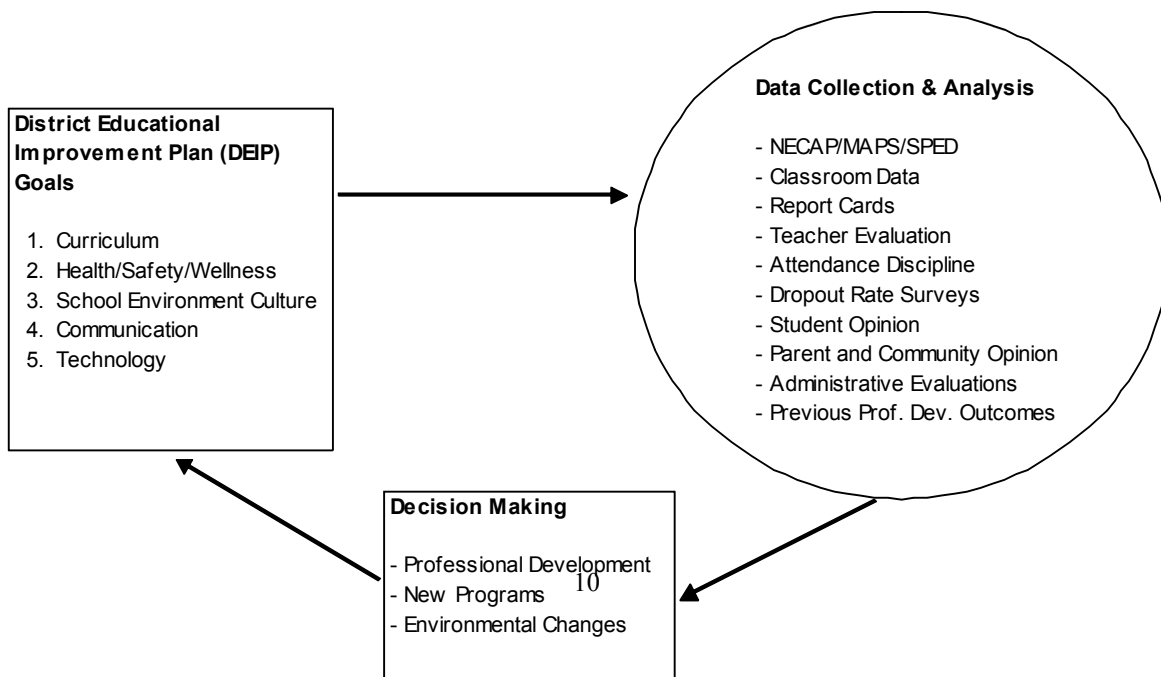 District Educational
Improvement Plan (DEIP)
Goals
1. Curriculum
2. Health/Safety/Wellness
3. School Environment Culture
4. Communication
5. Technology
Data Collection & Analysis
- NECAP/MAPS/SPED
- Classroom Data
- Report Cards
- Teacher Evaluation
- Attendance Discipline
- Dropout Rate Surveys
- Student Opinion
- Parent and Community Opinion
- Administrative Evaluations
- Previous Prof. Dev. Outcomes
Decision Making
- Professional Development
- New Programs
- Environmental Changes
10